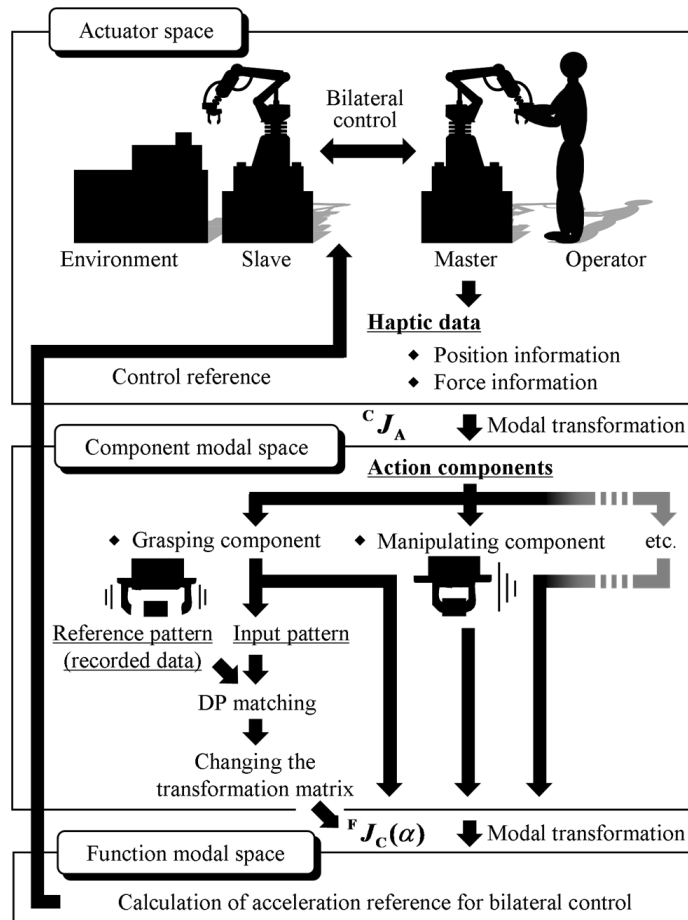 Actuator space
Bilateral
control
Environment
Slave
Master
Operator
Haptic data
◆ Position information
◆ Force information
Control reference
ᶜJ_A
Modal transformation
Component modal space
Action components
◆ Grasping component
◆ Manipulating component
etc.
Reference pattern
(recorded data)
Input pattern
DP matching
Changing the
transformation matrix
ꟳJ_C(α)
Modal transformation
Function modal space
Calculation of acceleration reference for bilateral control